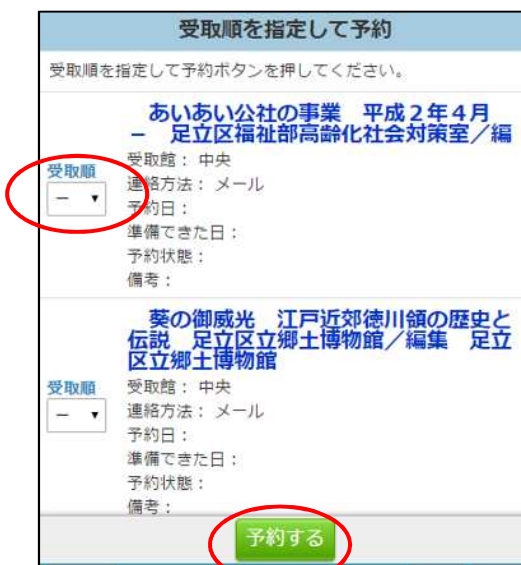 受取順を指定して予約
受取順を指定して予約ボタンを押してください。
あいあい公社の事業　平成２年４月
－　足立区福祉部高齢化社会対策室／編
受取館： 中央
受取順
連絡方法： メール
－ ▼
予約日：
準備できた日：
予約状態：
備考：
葵の御威光　江戸近郊徳川領の歴史と
伝説　足立区立郷土博物館／編集　足立
区立郷土博物館
受取順
受取館： 中央
－ ▼
連絡方法： メール
予約日：
準備できた日：
予約状態：
備考：
予約する